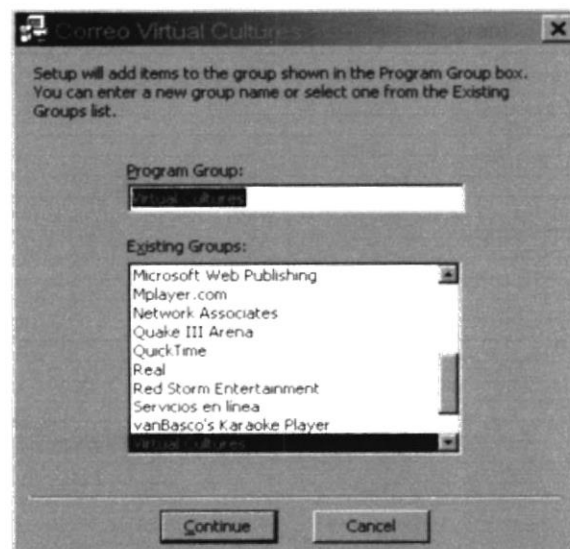 Correo Virtual Cultures
Setup will add items to the group shown in the Program Group box.
You can enter a new group name or select one from the Existing
Groups list.
Program Group:
Virtual Cultures
Existing Groups:
Microsoft Web Publishing
Mplayer.com
Network Associates
Quake III Arena
QuickTime
Real
Red Storm Entertainment
Servicios en línea
vanBasco's Karaoke Player
Virtual Cultures
Continue
Cancel